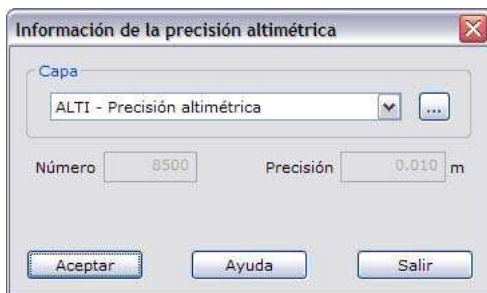 Información de la precisión altimétrica
Capa
ALTI - Precisión altimétrica ...
Número 8500 Precisión 0.010 m
Aceptar Ayuda Salir